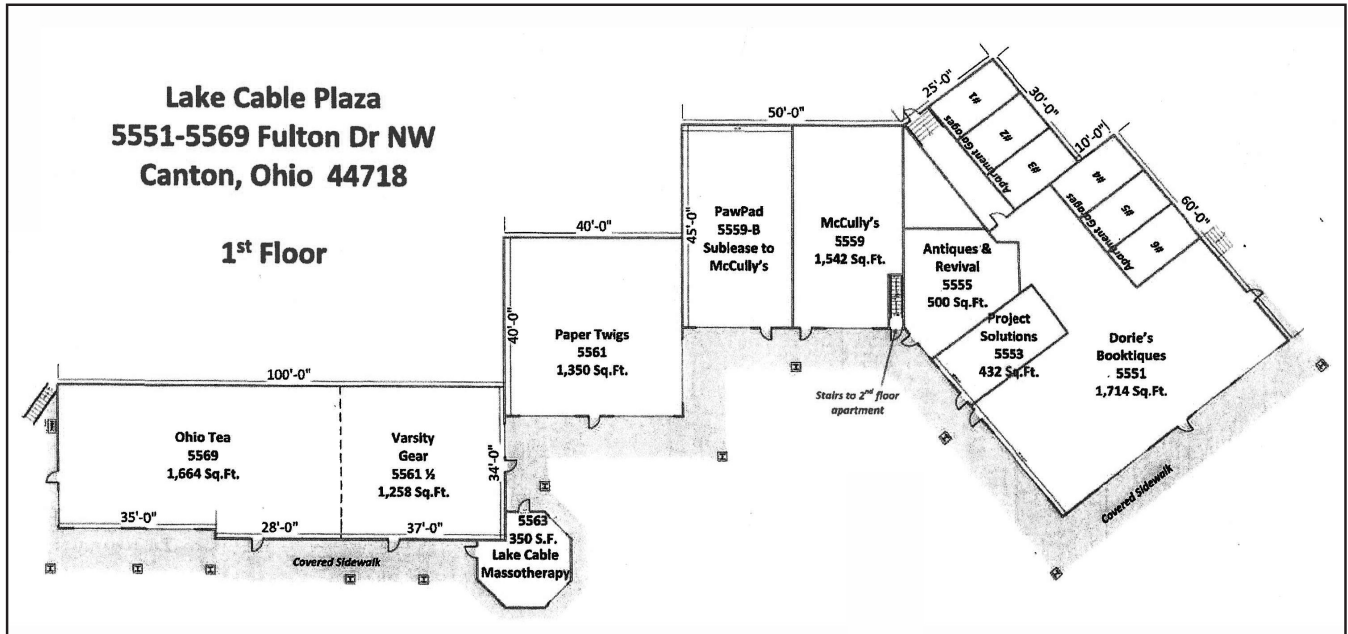 Lake Cable Plaza
5551-5569 Fulton Dr NW
Canton, Ohio 44718
1st Floor
100'-0"
Ohio Tea
5569
1,664 Sq.Ft.
Varsity
Gear
5561 ½
1,258 Sq.Ft.
34'-0"
35'-0"
28'-0"
37'-0"
Covered Sidewalk
5563
350 S.F.
Lake Cable
Massotherapy
40'-0"
40'-0"
Paper Twigs
5561
1,350 Sq.Ft.
50'-0"
45'-0"
PawPad
5559-B
Sublease to
McCully's
McCully's
5559
1,542 Sq.Ft.
Stairs to 2nd floor
apartment
Antiques &
Revival
5555
500 Sq.Ft.
Project
Solutions
5553
432 Sq.Ft.
Dorie's
Booktiques
5551
1,714 Sq.Ft.
25'-0"
30'-0"
#1
#2
#3
Apartment Garages
10'-0"
60'-0"
#4
#5
#6
Apartment Garages
Covered Sidewalk